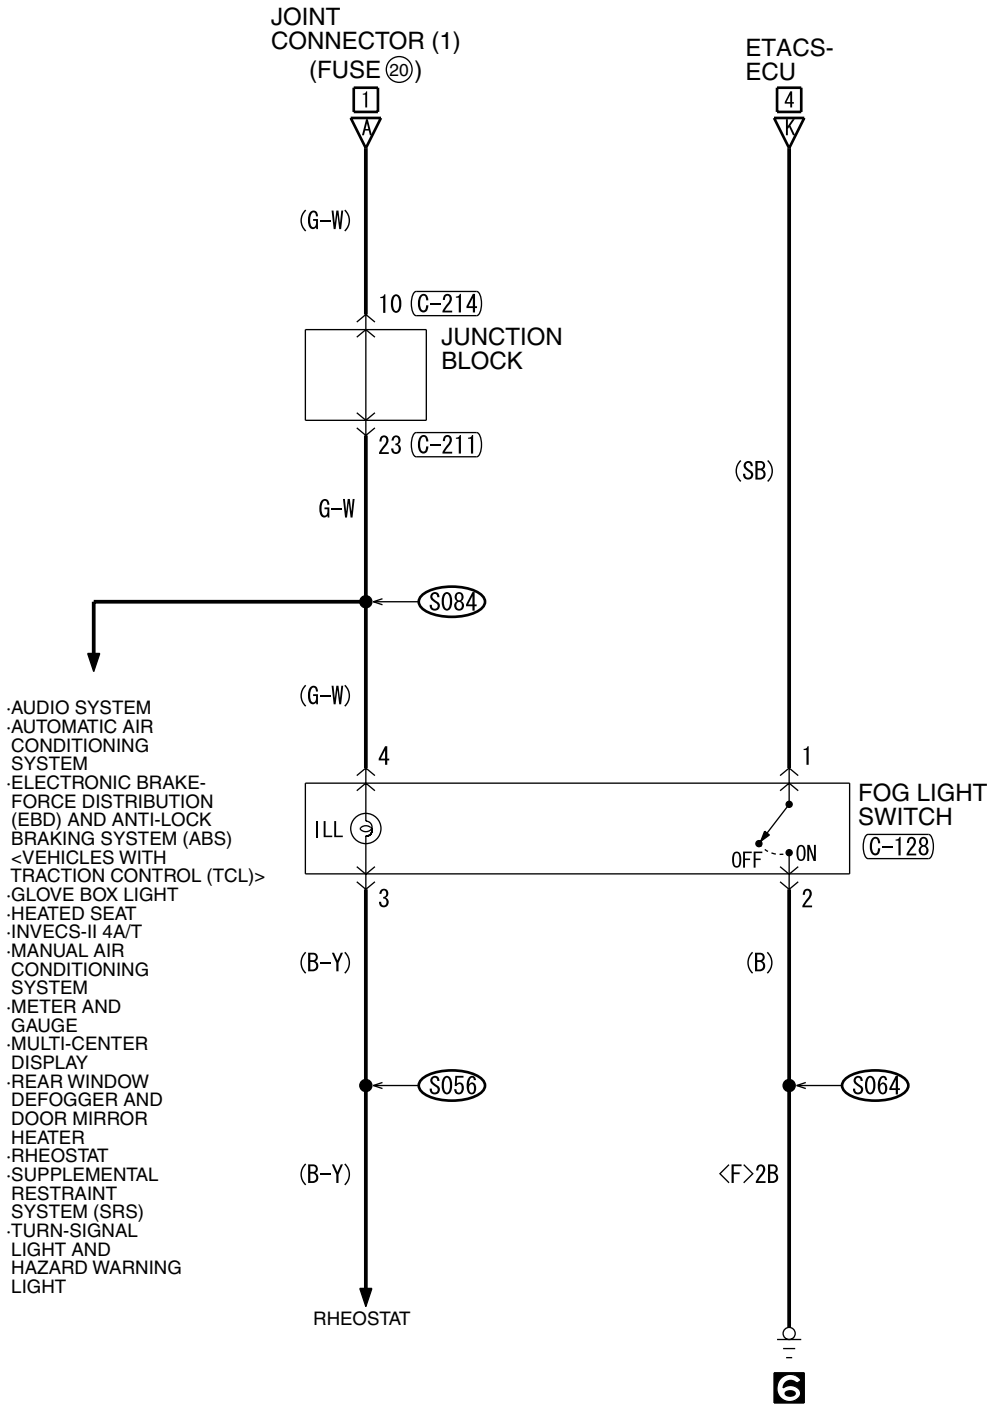 JOINT
CONNECTOR (1)
(FUSE ⑳)
1
A
ETACS-
ECU
4
K
(G-W)
10 (C-214)
JUNCTION
BLOCK
23 (C-211)
(SB)
G-W
S084
(G-W)
·AUDIO SYSTEM
·AUTOMATIC AIR
CONDITIONING
SYSTEM
·ELECTRONIC BRAKE-
FORCE DISTRIBUTION
(EBD) AND ANTI-LOCK
BRAKING SYSTEM (ABS)
<VEHICLES WITH
TRACTION CONTROL (TCL)>
·GLOVE BOX LIGHT
·HEATED SEAT
·INVECS-II 4A/T
·MANUAL AIR
CONDITIONING
SYSTEM
·METER AND
GAUGE
·MULTI-CENTER
DISPLAY
·REAR WINDOW
DEFOGGER AND
DOOR MIRROR
HEATER
·RHEOSTAT
·SUPPLEMENTAL
RESTRAINT
SYSTEM (SRS)
·TURN-SIGNAL
LIGHT AND
HAZARD WARNING
LIGHT
4
1
FOG LIGHT
SWITCH
(C-128)
ILL
OFF
ON
3
2
(B-Y)
(B)
S056
S064
(B-Y)
<F>2B
RHEOSTAT
6